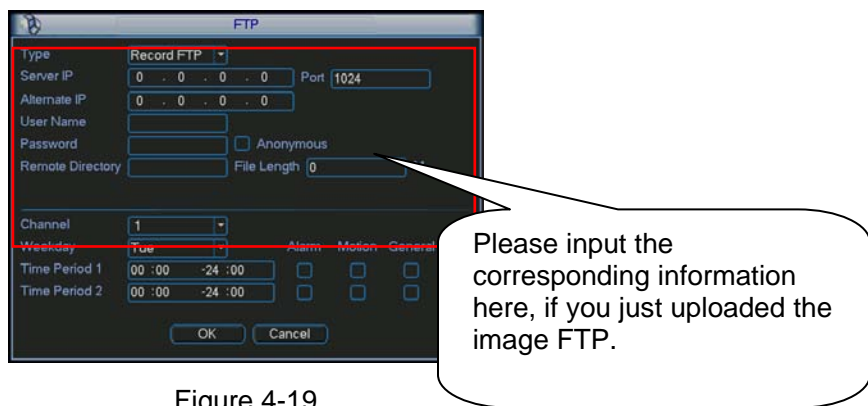 FTP
Type Record FTP
Server IP 0 . 0 . 0 . 0 Port 1024
Alternate IP 0 . 0 . 0 . 0
User Name
Password Anonymous
Remote Directory File Length 0
Channel 1
Weekday Tue Alarm Motion General
Time Period 1 00 :00 -24 :00
Time Period 2 00 :00 -24 :00
OK Cancel
Please input the
corresponding information
here, if you just uploaded the
image FTP.
Figure 4-19